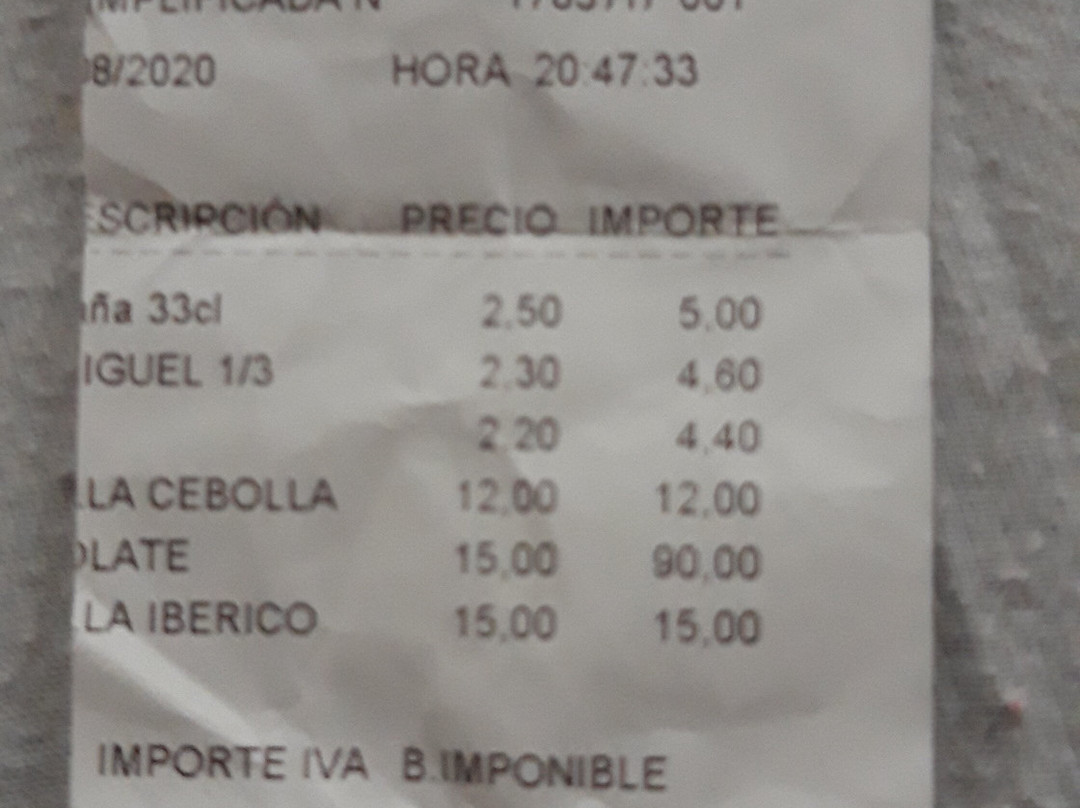 8/2020 HORA 20:47:33
SCRIPCIÓN PRECIO IMPORTE
ña 33cl 2,50 5,00
IGUEL 1/3 2,30 4,60
2,20 4,40
LLA CEBOLLA 12,00 12,00
OLATE 15,00 90,00
LA IBERICO 15,00 15,00
IMPORTE IVA B.IMPONIBLE